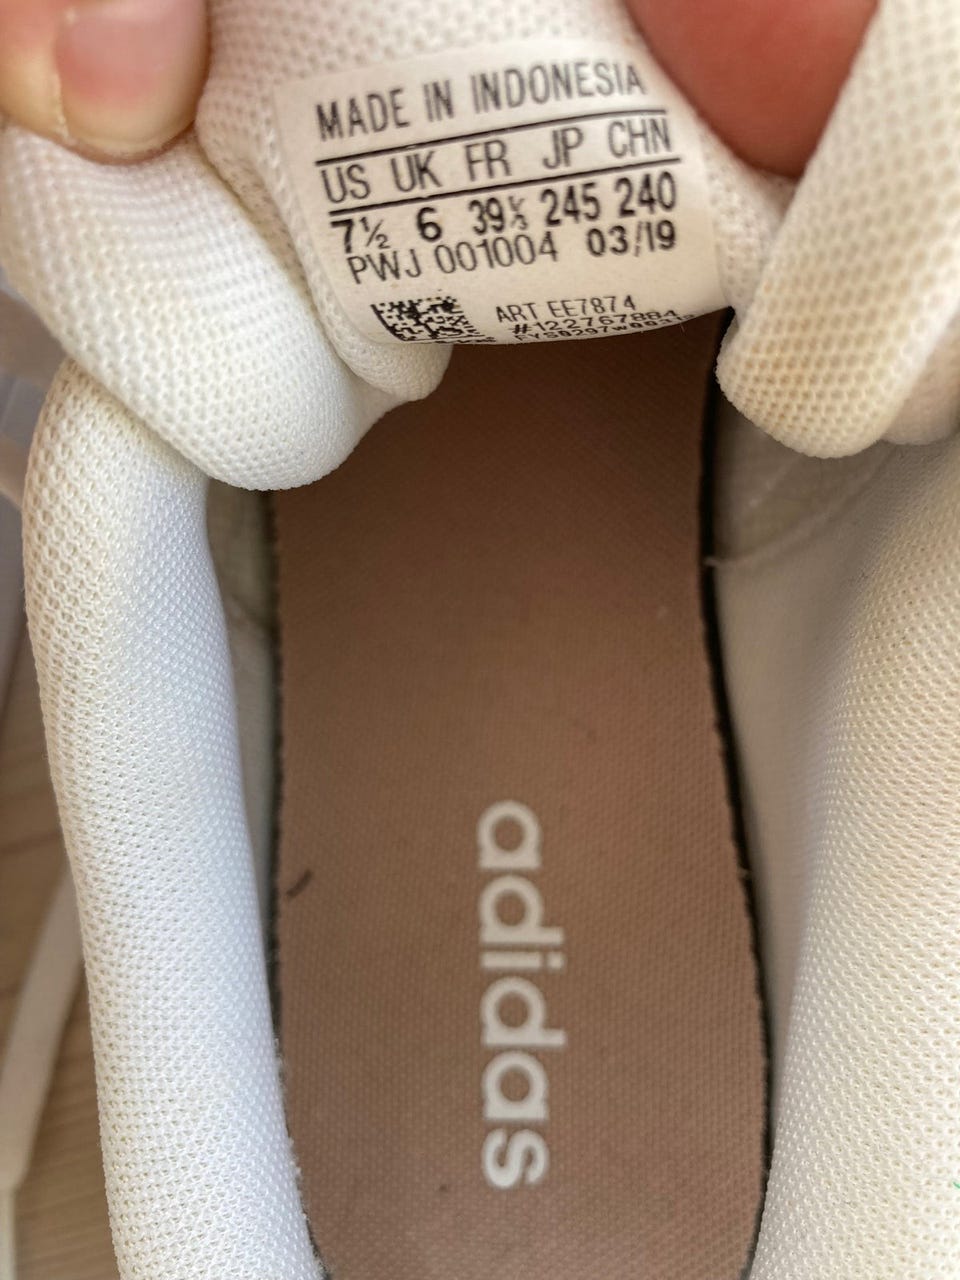 MADE IN INDONESIA
US UK FR JP CHN
7½ 6 39⅓ 245 240
PWJ 001004 03/19
ART EE7874
#122767884
adidas